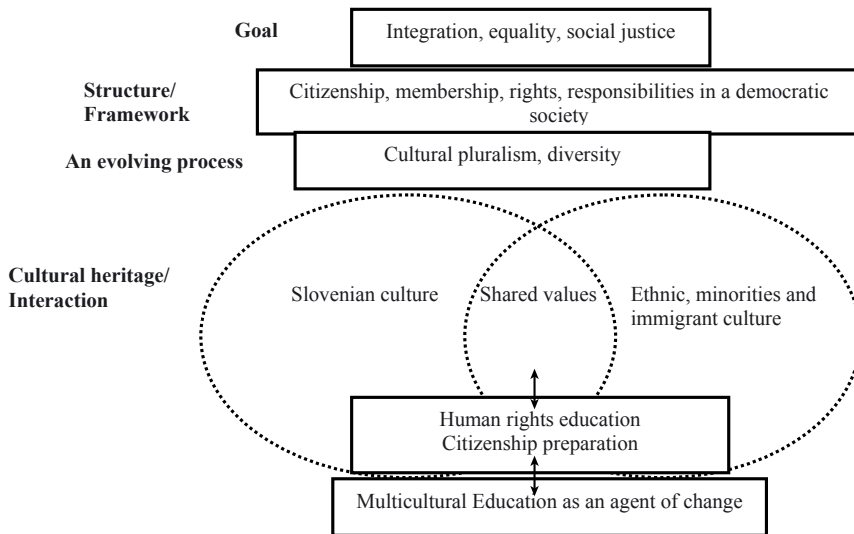 Goal
Integration, equality, social justice
Structure/
Framework
Citizenship, membership, rights, responsibilities in a democratic
society
An evolving process
Cultural pluralism, diversity
Cultural heritage/
Interaction
Slovenian culture
Shared values
Ethnic, minorities and
immigrant culture
Human rights education
Citizenship preparation
Multicultural Education as an agent of change